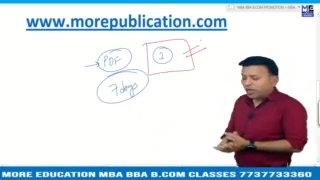 www.morepublication.com
PDF
1
7 days
MORE EDUCATION MBA BBA B.COM CLASSES 7737733360